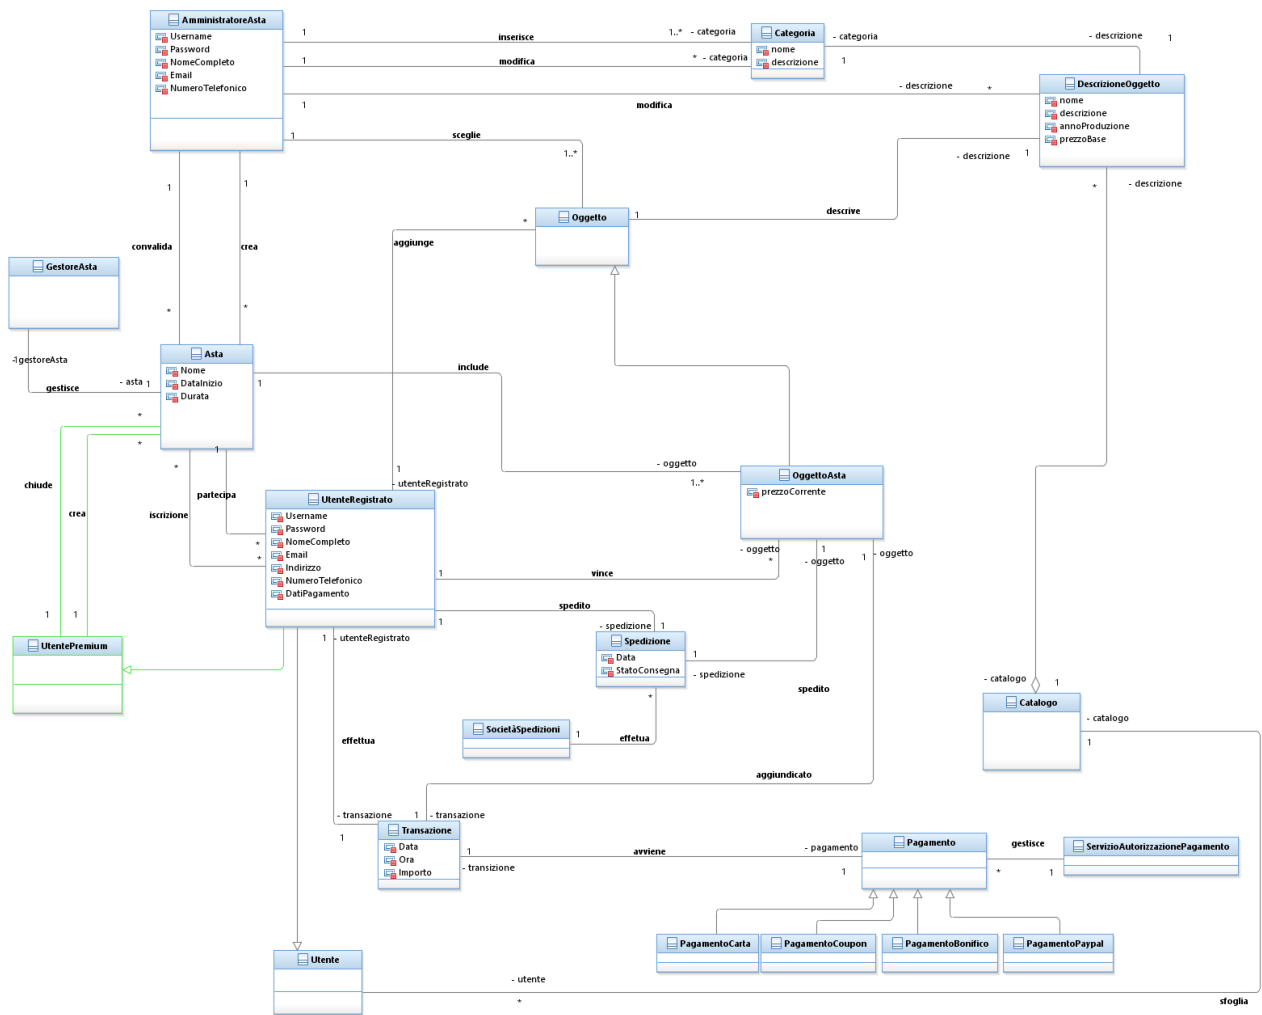 AmministratoreAsta
Username
Password
NomeCompleto
Email
NumeroTelefonico
1
inserisce
1..*
- categoria
1
modifica
*
- categoria
Categoria
nome
descrizione
- categoria
1
- descrizione
1
1
modifica
- descrizione
*
DescrizioneOggetto
nome
descrizione
annoProduzione
prezzoBase
1
sceglie
1..*
Oggetto
1
descrive
- descrizione
1
*
- descrizione
*
aggiunge
1
- utenteRegistrato
1
convalida
*
1
crea
*
GestoreAsta
1
- gestoreAsta
gestisce
- asta
1
Asta
Nome
DataInizio
Durata
1
include
- oggetto
1..*
OggettoAsta
prezzoCorrente
*
chiude
1
*
crea
1
*
iscrizione
*
1
partecipa
*
UtenteRegistrato
Username
Password
NomeCompleto
Email
Indirizzo
NumeroTelefonico
DatiPagamento
1
vince
- oggetto
*
1
- oggetto
1
- oggetto
UtentePremium
1
spedito
- spedizione
1
Spedizione
Data
StatoConsegna
1
- spedizione
spedito
*
SocietàSpedizioni
1
effetua
1
- utenteRegistrato
effettua
- transazione
1
1
- transazione
aggiundicato
- catalogo
1
Catalogo
- catalogo
1
Transazione
Data
Ora
Importo
1
- transizione
avviene
- pagamento
1
Pagamento
gestisce
*
1
ServizioAutorizzazionePagamento
PagamentoCarta
PagamentoCoupon
PagamentoBonifico
PagamentoPaypal
Utente
- utente
*
sfoglia